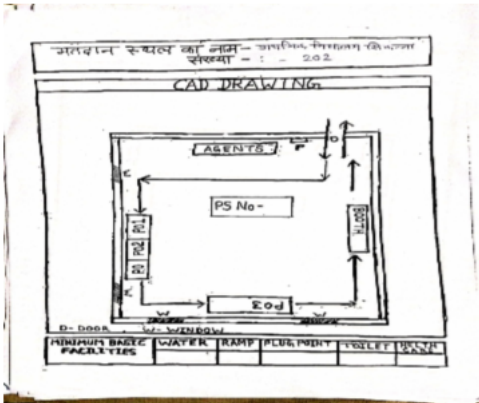 मतदान स्थल का नाम - प्राथमिक विद्यालय
संख्या - : - 202
CAD DRAWING
D
AGENTS
F
W
PS No-
PO1
PO2
PO
BOOTH
W
PO3
W
W
D- DOOR, W- WINDOW
MINIMUM BASIC FACILITIES
WATER
RAMP
PLUG POINT
TOILET